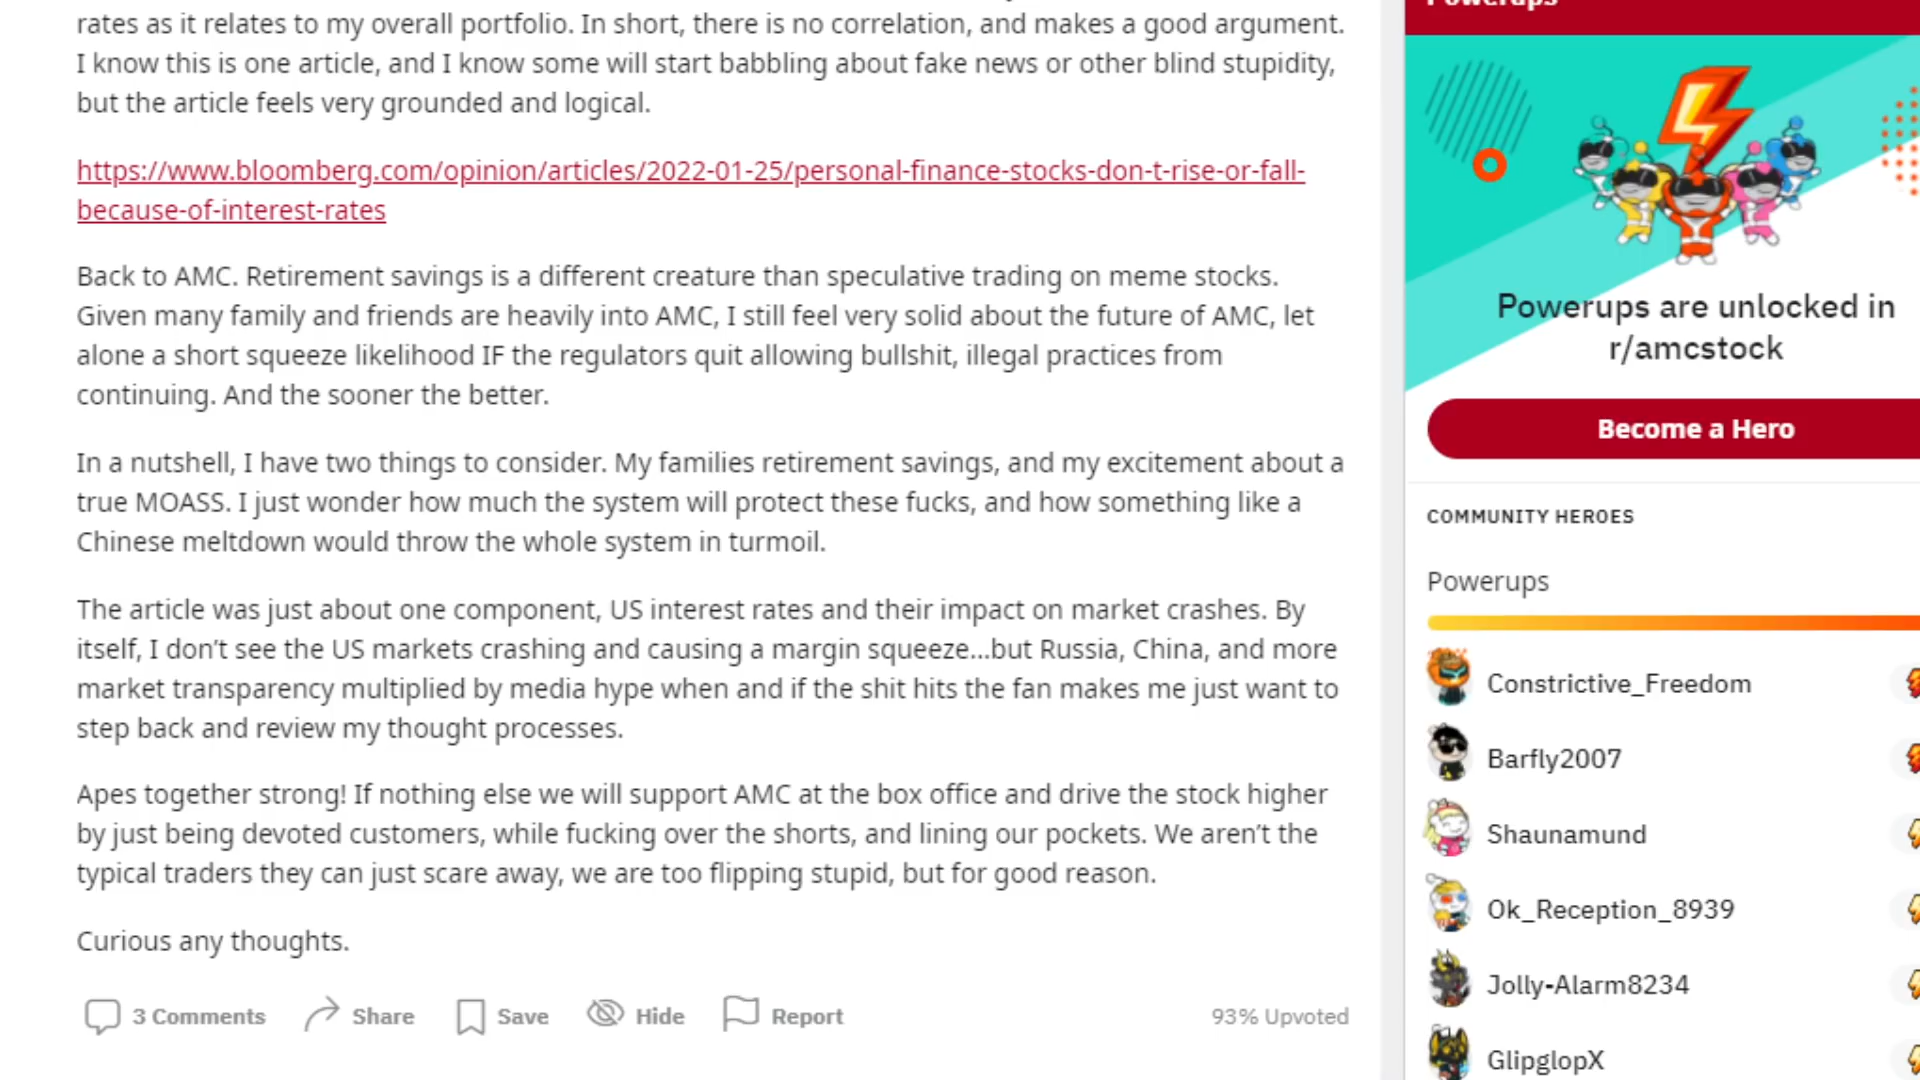 rates as it relates to my overall portfolio. In short, there is no correlation, and makes a good argument.
I know this is one article, and I know some will start babbling about fake news or other blind stupidity,
but the article feels very grounded and logical.
https://www.bloomberg.com/opinion/articles/2022-01-25/personal-finance-stocks-don-t-rise-or-fall-
because-of-interest-rates
Back to AMC. Retirement savings is a different creature than speculative trading on meme stocks.
Given many family and friends are heavily into AMC, I still feel very solid about the future of AMC, let
alone a short squeeze likelihood IF the regulators quit allowing bullshit, illegal practices from
continuing. And the sooner the better.
In a nutshell, I have two things to consider. My families retirement savings, and my excitement about a
true MOASS. I just wonder how much the system will protect these fucks, and how something like a
Chinese meltdown would throw the whole system in turmoil.
The article was just about one component, US interest rates and their impact on market crashes. By
itself, I don’t see the US markets crashing and causing a margin squeeze...but Russia, China, and more
market transparency multiplied by media hype when and if the shit hits the fan makes me just want to
step back and review my thought processes.
Apes together strong! If nothing else we will support AMC at the box office and drive the stock higher
by just being devoted customers, while fucking over the shorts, and lining our pockets. We aren’t the
typical traders they can just scare away, we are too flipping stupid, but for good reason.
Curious any thoughts.
3 Comments Share Save Hide Report 93% Upvoted
Powerups
Powerups are unlocked in
r/amcstock
Become a Hero
COMMUNITY HEROES
Powerups
Constrictive_Freedom
Barfly2007
Shaunamund
Ok_Reception_8939
Jolly-Alarm8234
GlipglopX